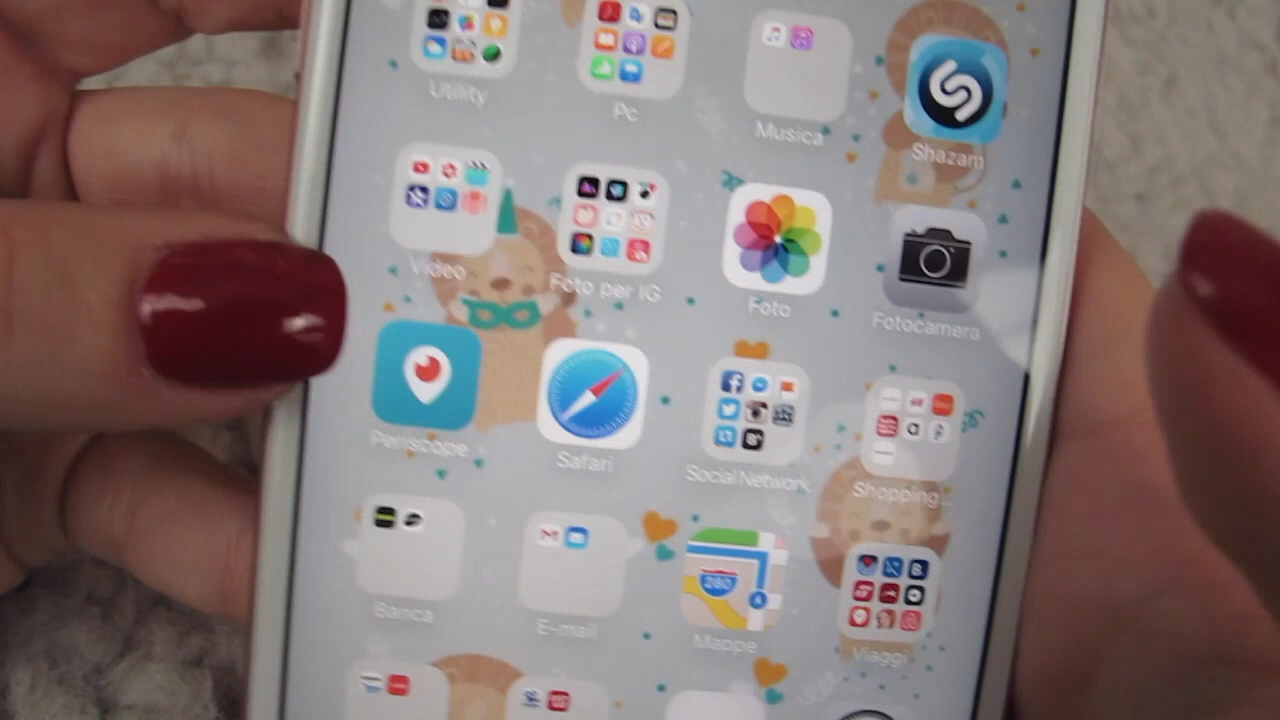 Utility
Pc
Musica
Shazam
Video
Foto per IG
Foto
Fotocamera
Periscope
Safari
Social Network
Shopping...
Banca
E-mail
280
Mappe
Viaggi